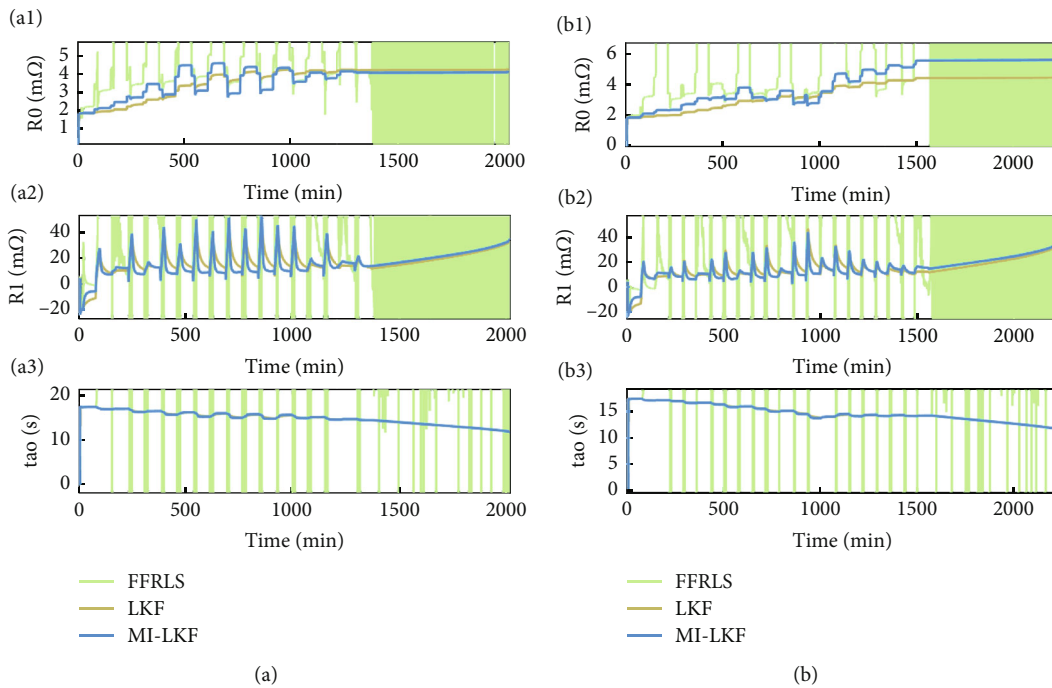 (a1)
5
4
3
2
1
R0 (mΩ)
0
500
1000
1500
2000
Time (min)
(a2)
40
20
0
−20
R1 (mΩ)
0
500
1000
1500
2000
Time (min)
(a3)
20
10
0
tao (s)
0
500
1000
1500
2000
Time (min)
FFRLS
LKF
MI-LKF
(a)
(b1)
6
4
2
0
R0 (mΩ)
0
500
1000
1500
2000
Time (min)
(b2)
40
20
0
−20
R1 (mΩ)
0
500
1000
1500
2000
Time (min)
(b3)
15
10
5
0
tao (s)
0
500
1000
1500
2000
Time (min)
FFRLS
LKF
MI-LKF
(b)